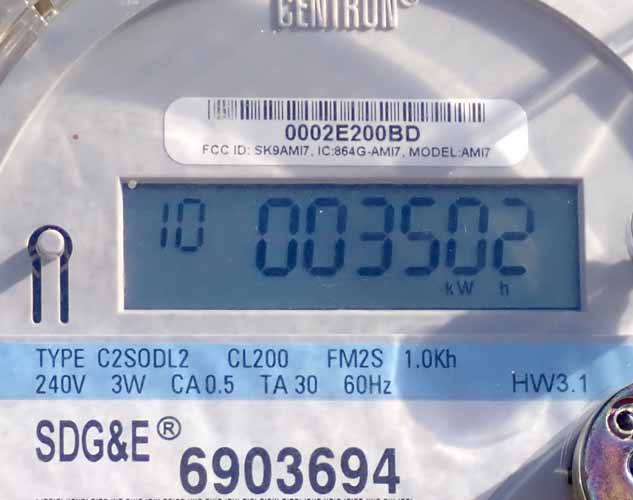 CENTRON®
0002E200BD
FCC ID: SK9AMI7, IC:864G-AMI7, MODEL:AMI7
10 003502
kW h
TYPE C2SODL2 CL200 FM2S 1.0Kh
240V 3W CA 0.5 TA 30 60Hz HW3.1
SDG&E®
6903694